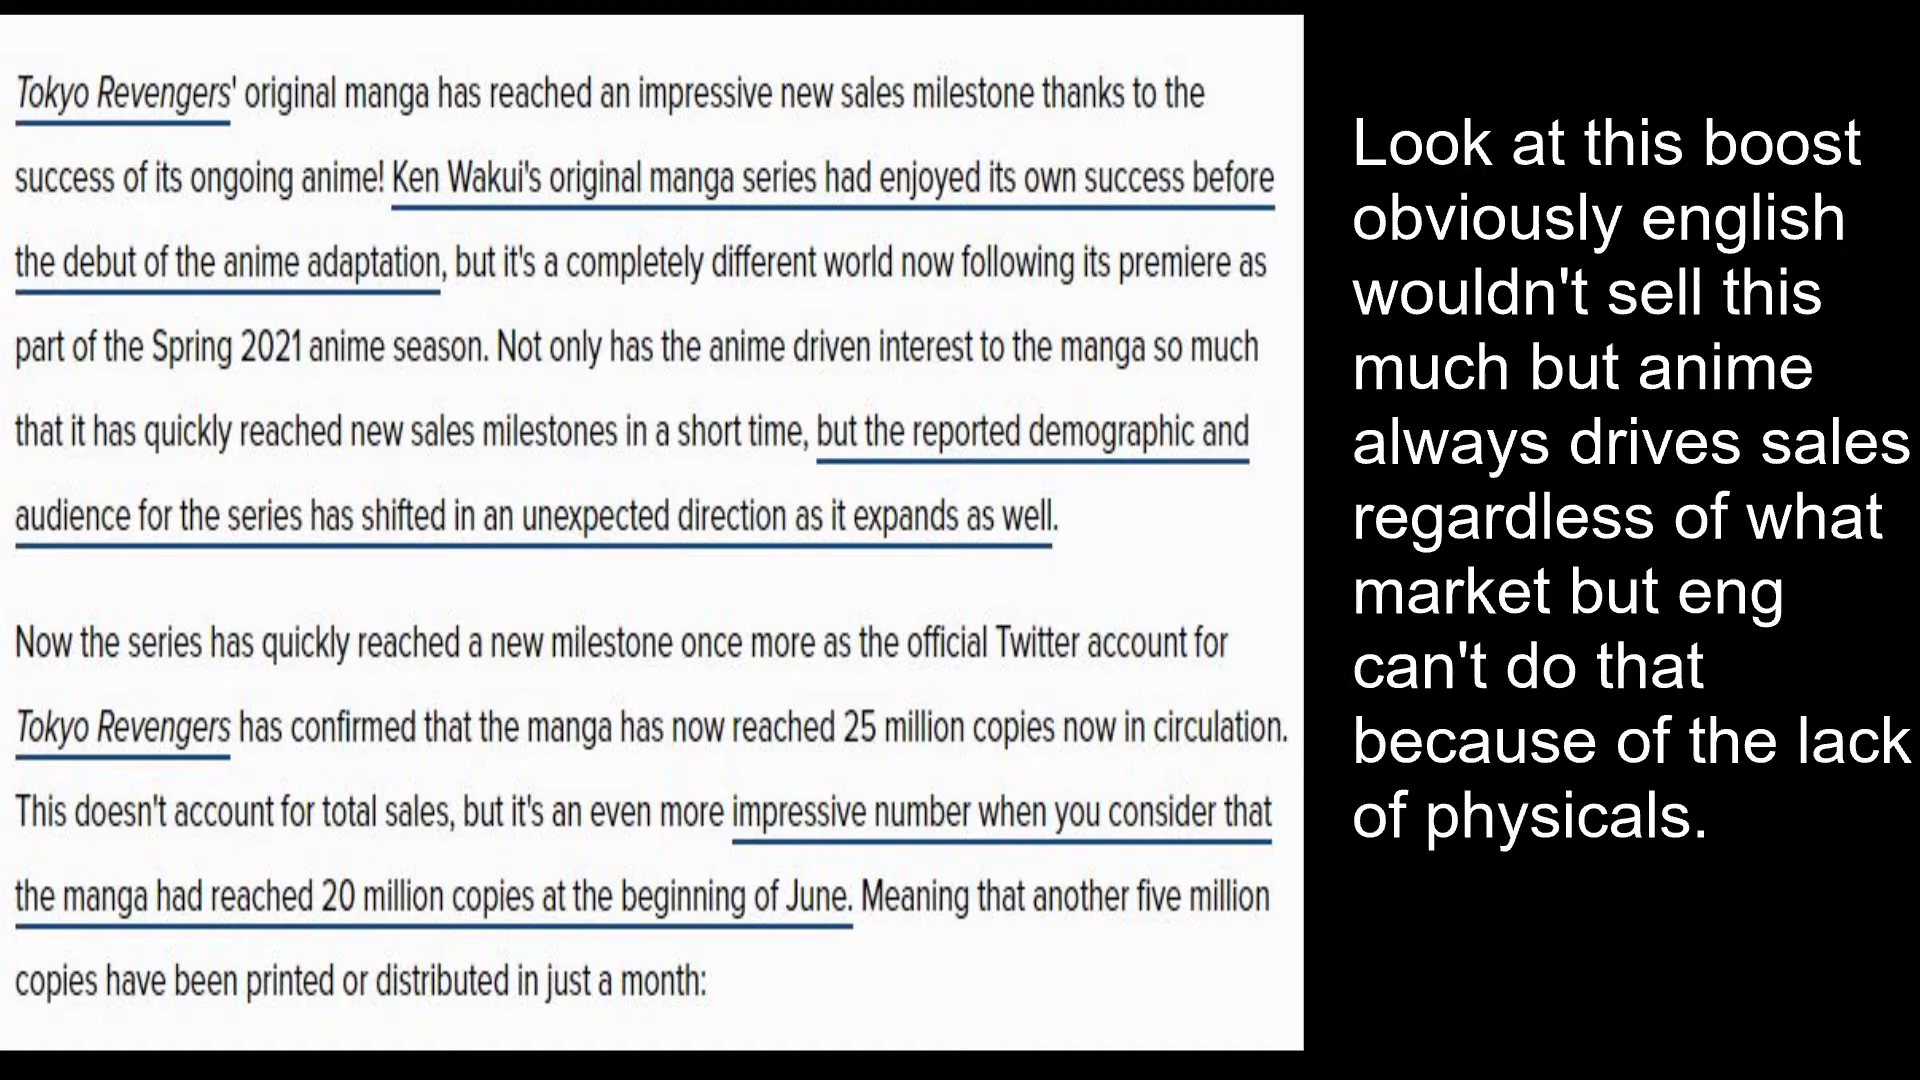 Tokyo Revengers' original manga has reached an impressive new sales milestone thanks to the
success of its ongoing anime! Ken Wakui's original manga series had enjoyed its own success before
the debut of the anime adaptation, but it's a completely different world now following its premiere as
part of the Spring 2021 anime season. Not only has the anime driven interest to the manga so much
that it has quickly reached new sales milestones in a short time, but the reported demographic and
audience for the series has shifted in an unexpected direction as it expands as well.
Now the series has quickly reached a new milestone once more as the official Twitter account for
Tokyo Revengers has confirmed that the manga has now reached 25 million copies now in circulation.
This doesn't account for total sales, but it's an even more impressive number when you consider that
the manga had reached 20 million copies at the beginning of June. Meaning that another five million
copies have been printed or distributed in just a month:
Look at this boost
obviously english
wouldn't sell this
much but anime
always drives sales
regardless of what
market but eng
can't do that
because of the lack
of physicals.